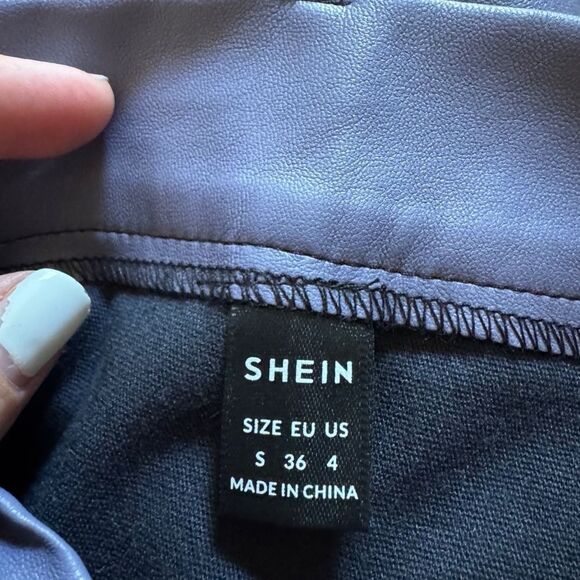 SHEIN
SIZE EU US
S 36 4
MADE IN CHINA